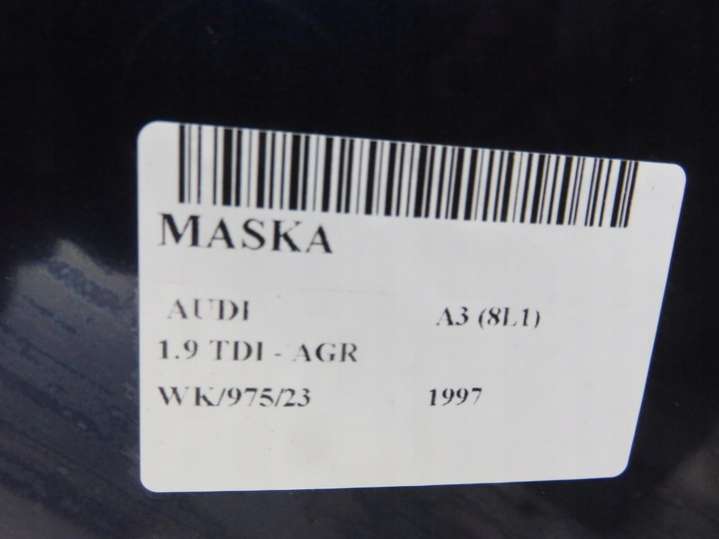 MASKA
AUDI A3 (8L1)
1.9 TDI - AGR
WK/975/23 1997